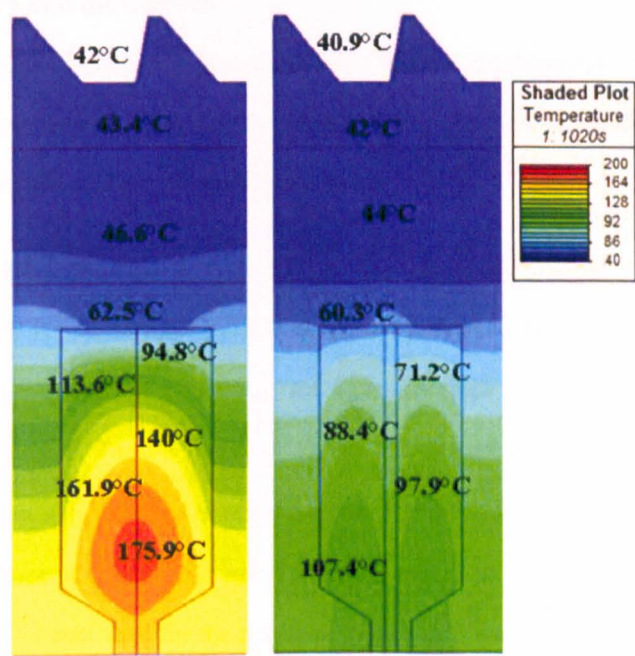 42°C
43.4°C
46.6°C
62.5°C
94.8°C
113.6°C
140°C
161.9°C
175.9°C
40.9°C
42°C
44°C
60.3°C
71.2°C
88.4°C
97.9°C
107.4°C
Shaded Plot
Temperature
1: 1020s
200
164
128
92
86
40